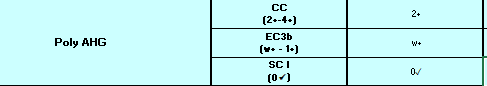 Poly AHG
CC
(2+-4+)
2+
EC3b
(w+ - 1+)
w+
SC I
(0✓)
0✓